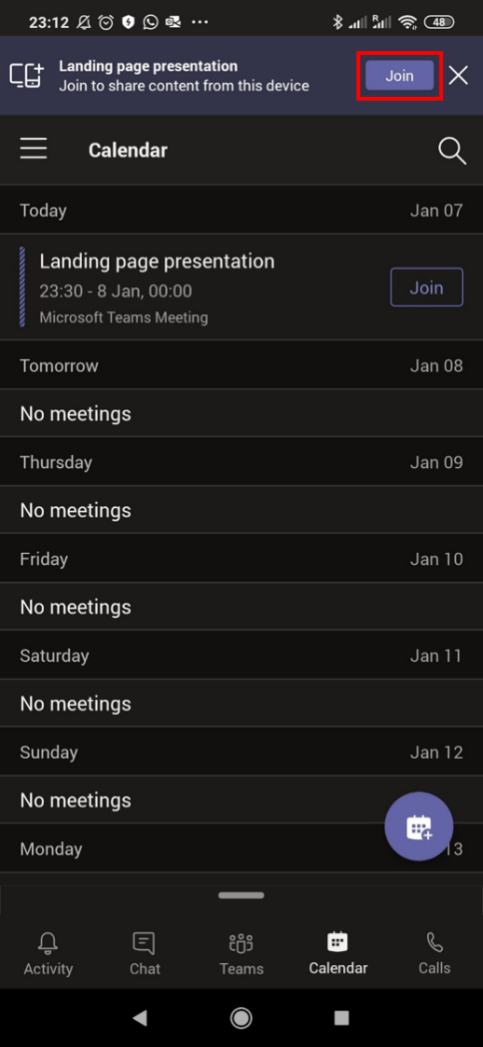 23:12 48
Landing page presentation
Join to share content from this device
Join
Calendar
Today Jan 07
Landing page presentation
23:30 - 8 Jan, 00:00
Join
Microsoft Teams Meeting
Tomorrow Jan 08
No meetings
Thursday Jan 09
No meetings
Friday Jan 10
No meetings
Saturday Jan 11
No meetings
Sunday Jan 12
No meetings
Monday 13
Activity Chat Teams Calendar Calls